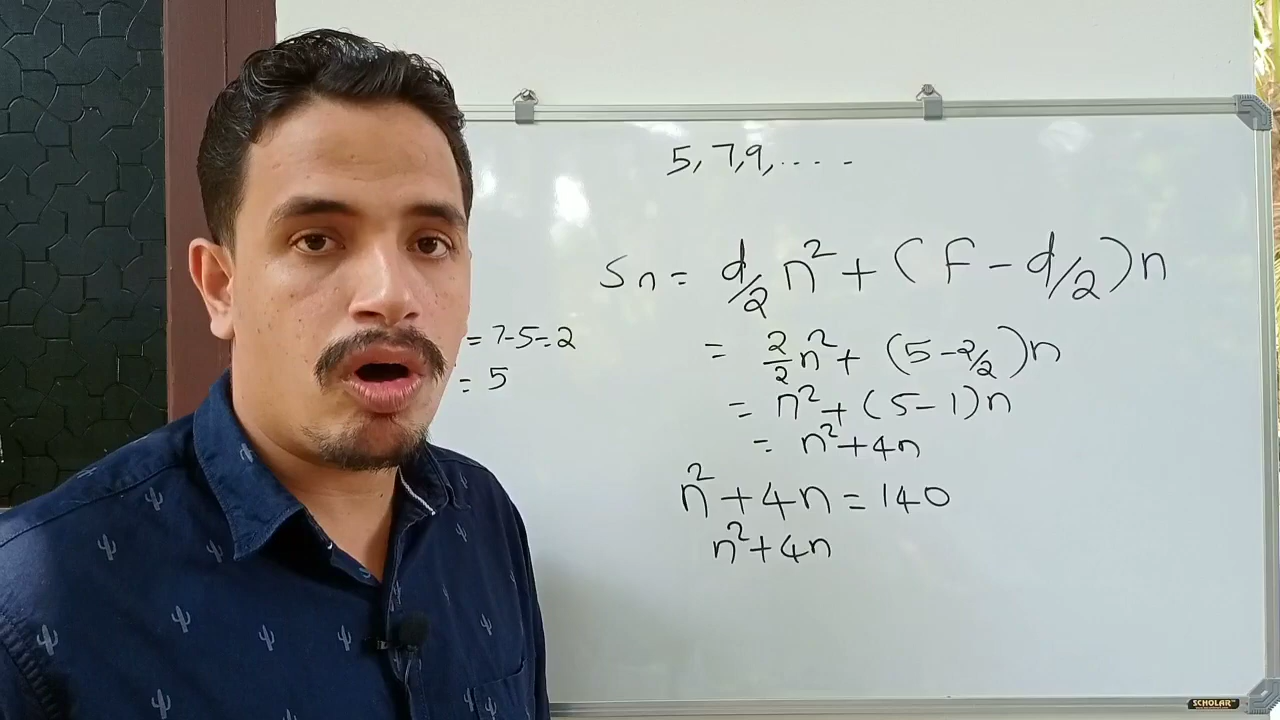 5, 7, 9, .....
Sn = d/2 n² + (f - d/2)n
= 7-5=2
= 2/2 n² + (5 - 2/2)n
= 5
= n² + (5-1)n
= n²+4n
n²+4n=140
n²+4n
SCHOLAR